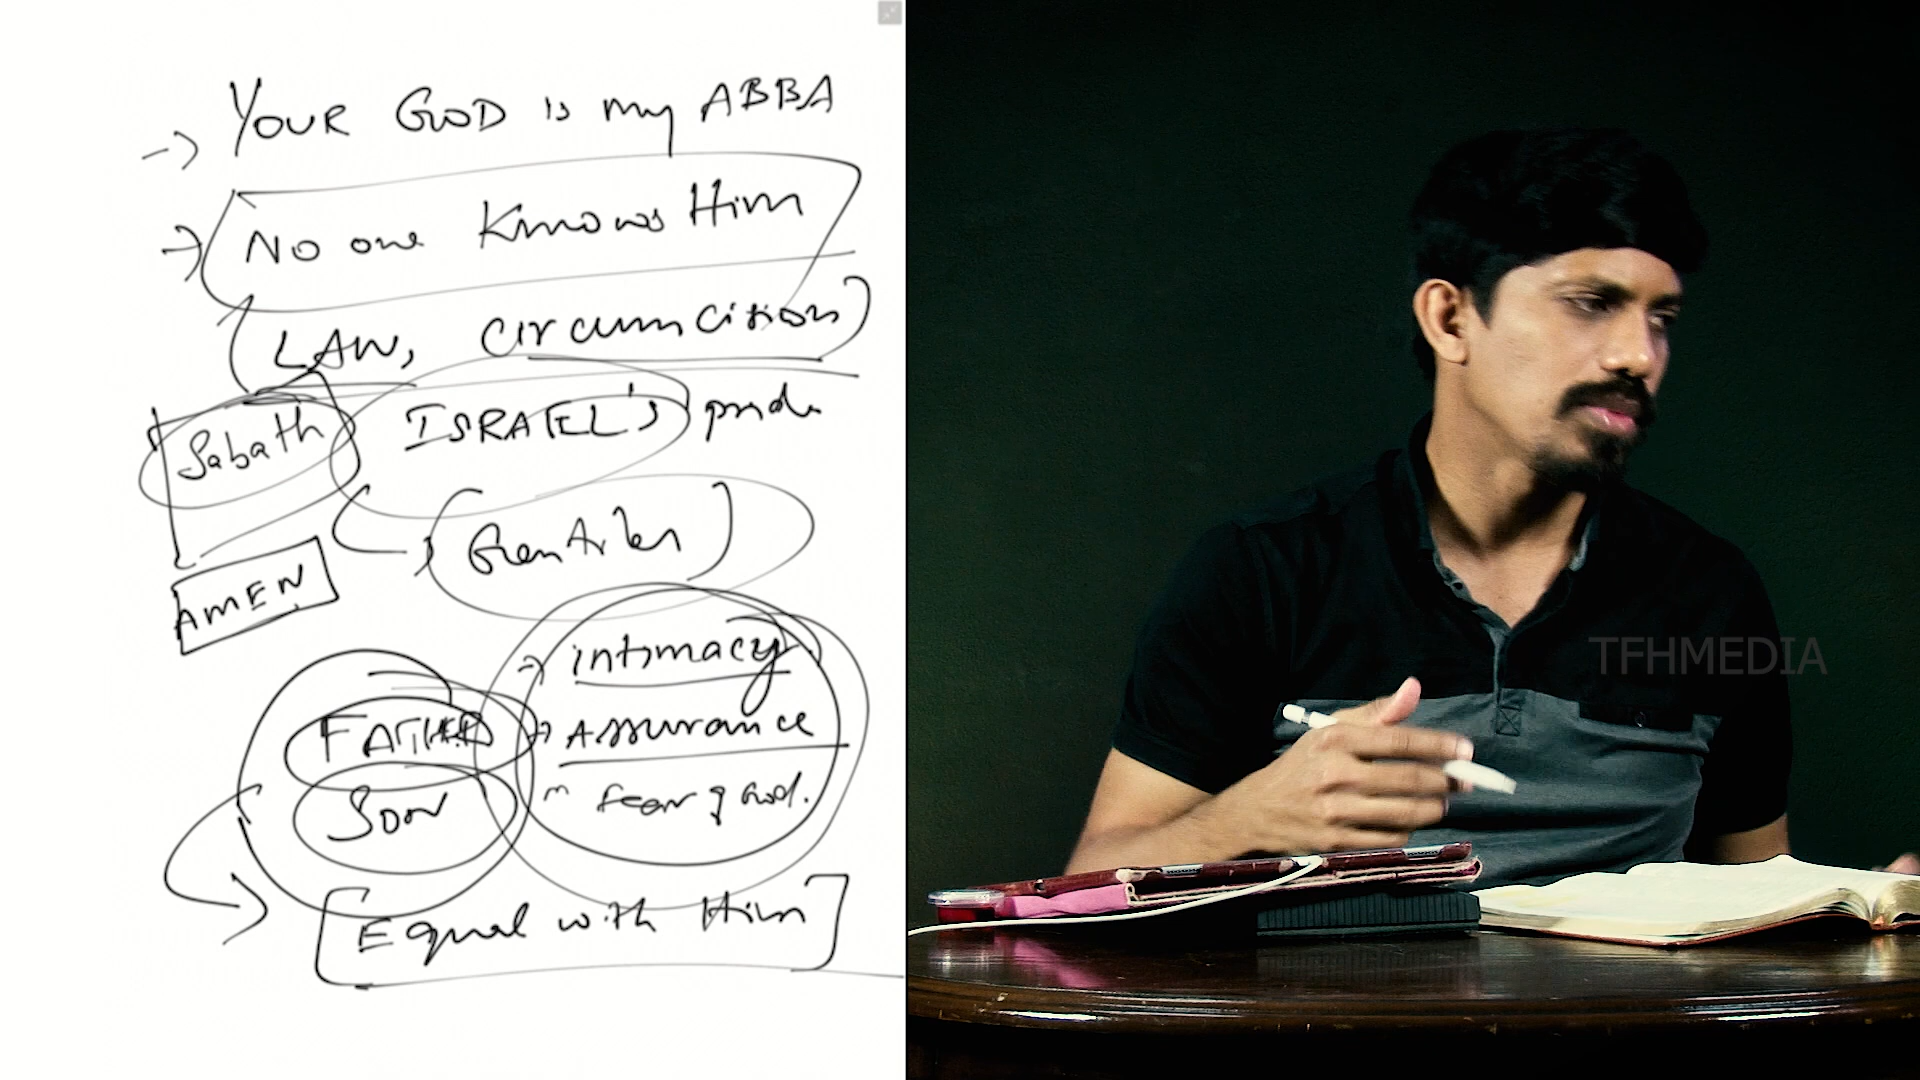 YOUR GOD is my ABBA
No one Knows Him
LAW, Circumcision
Sabath ISRAEL'S pride
Gentiles
AMEN
intimacy
FATHER Assurance
SON fear of God.
Equal with Him
TFHMEDIA